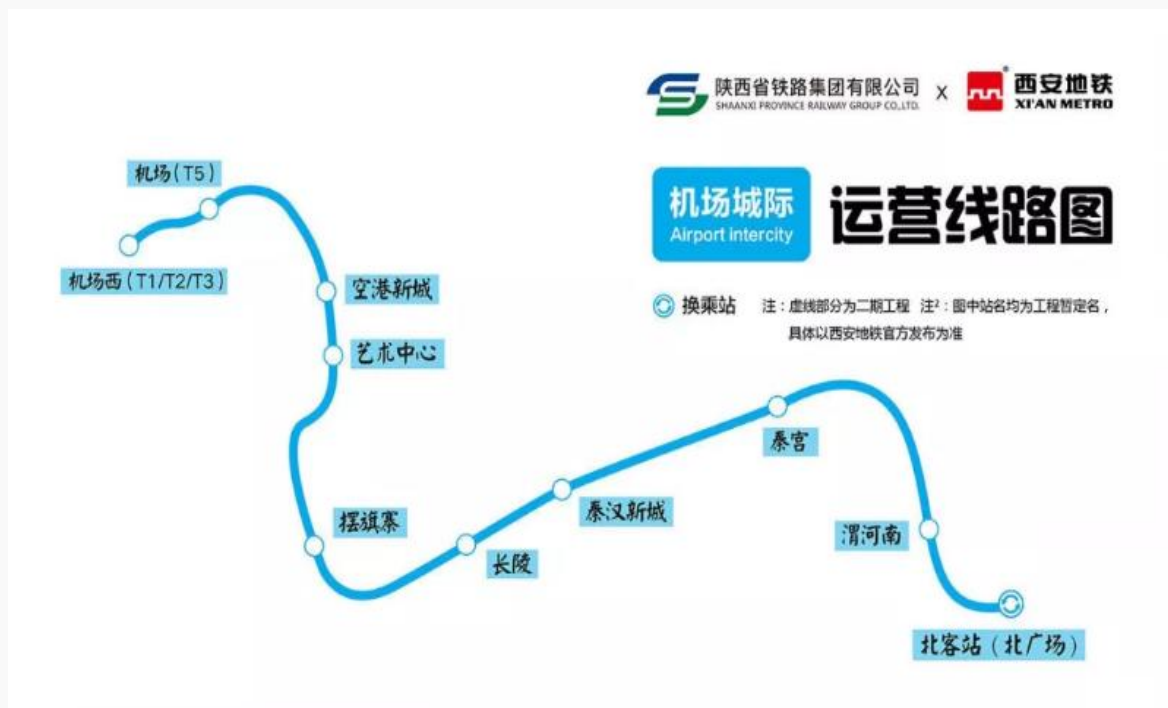 陕西省铁路集团有限公司
SHAANXI PROVINCE RAILWAY GROUP CO.,LTD.
X
西安地铁
XI'AN METRO
机场城际
Airport intercity
运营线路图
换乘站
注：虚线部分为二期工程 注²：图中站名均为工程暂定名，
具体以西安地铁官方发布为准
机场（T5）
机场西（T1/T2/T3）
空港新城
艺术中心
摆旗寨
长陵
秦汉新城
秦宫
渭河南
北客站（北广场）